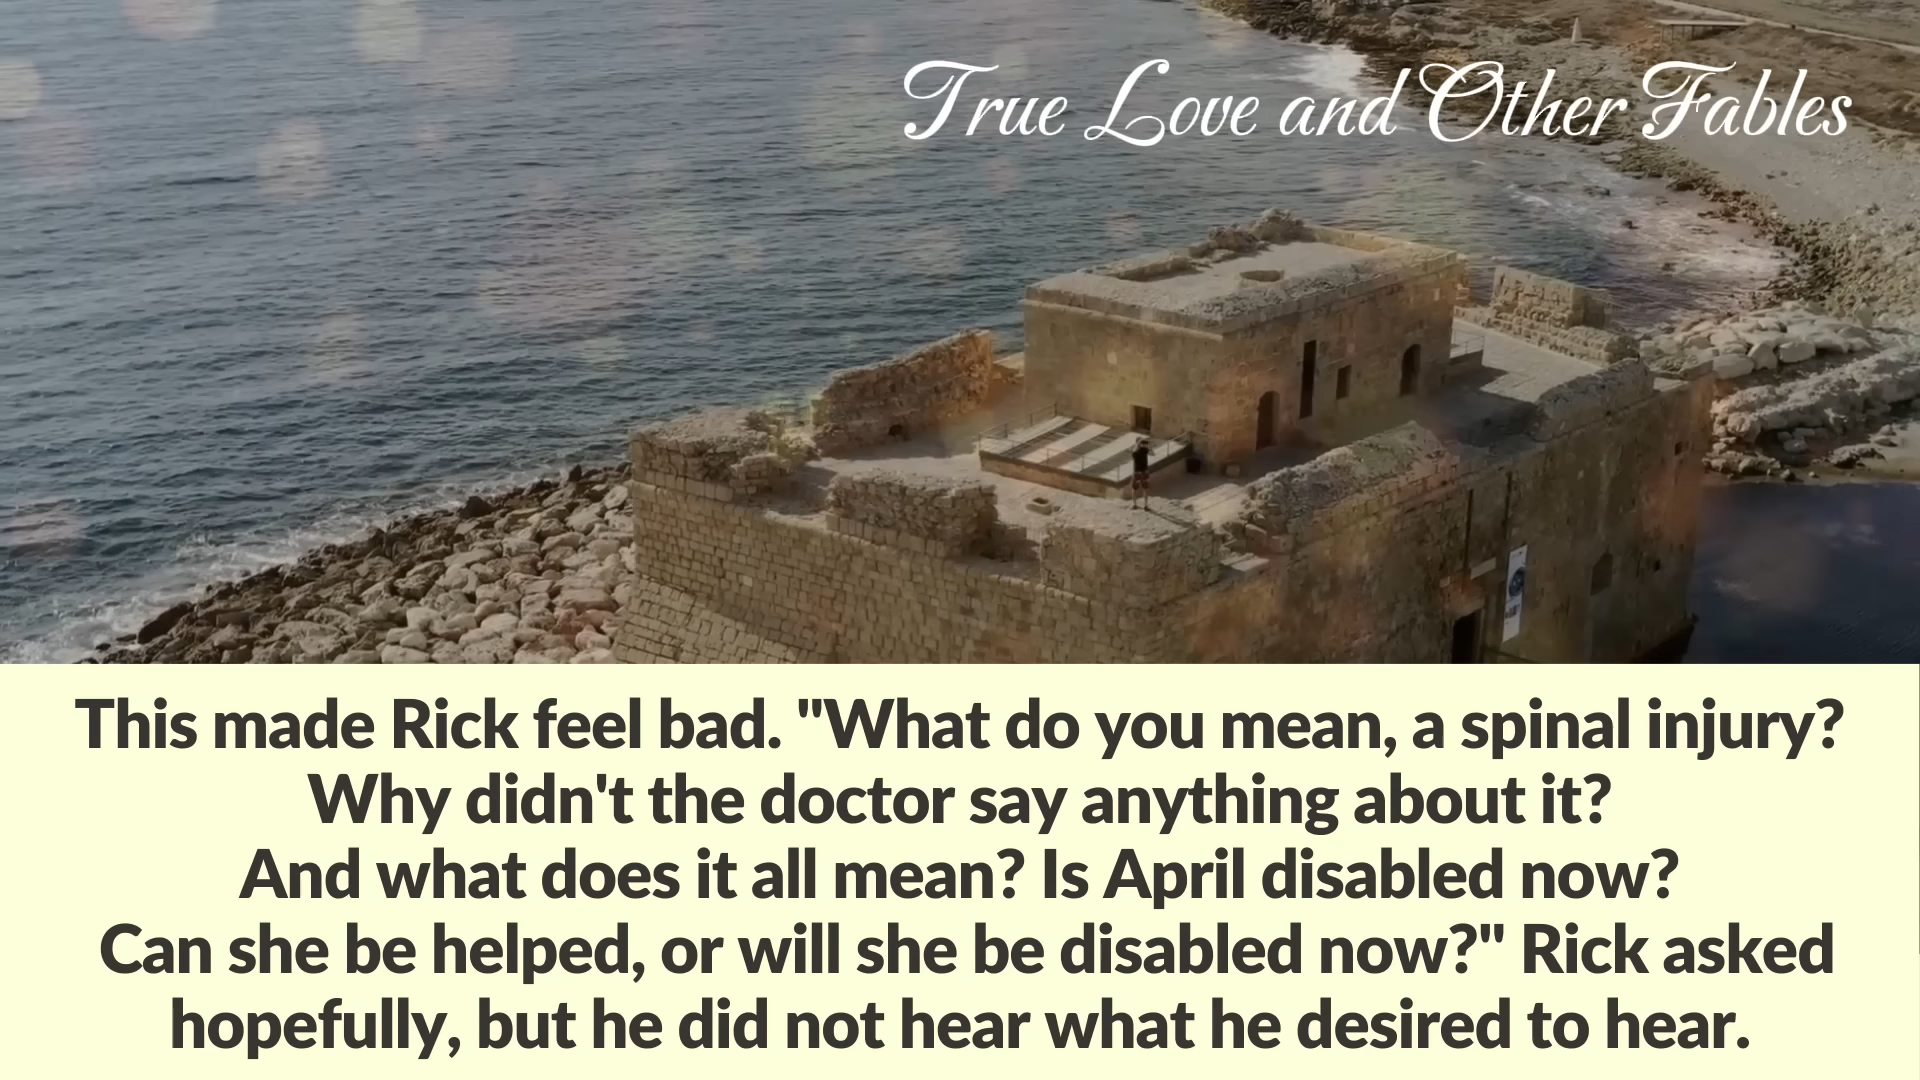 True Love and Other Fables
This made Rick feel bad. "What do you mean, a spinal injury?
Why didn't the doctor say anything about it?
And what does it all mean? Is April disabled now?
Can she be helped, or will she be disabled now?" Rick asked
hopefully, but he did not hear what he desired to hear.